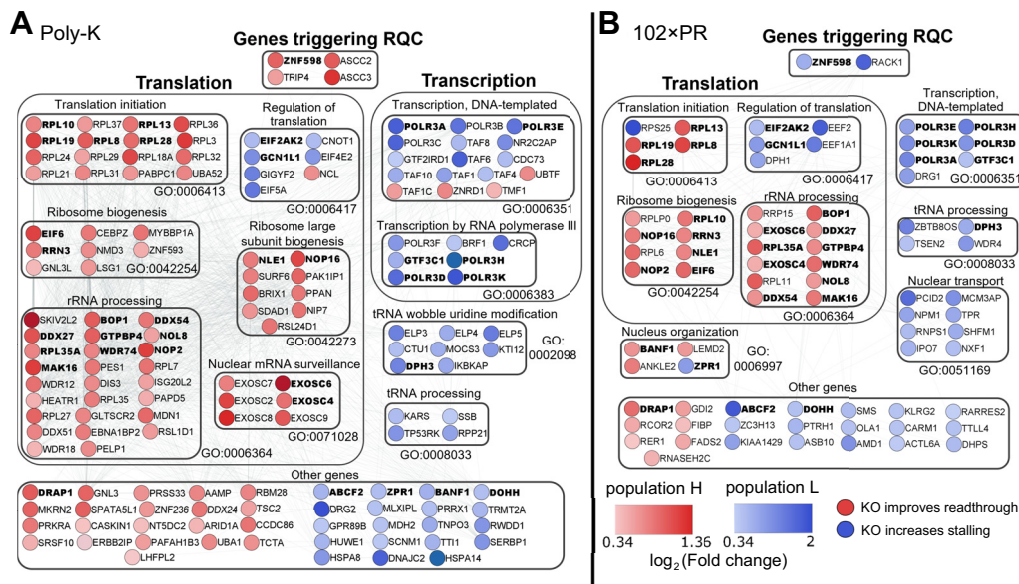 A Poly-K
Genes triggering RQC
ZNF598 ASCC2
TRIP4 ASCC3
Translation
Translation initiation
RPL10 RPL37 RPL13 RPL36
RPL19 RPL8 RPL28 RPL3
RPL24 RPL29 RPL18A RPL32
RPL21 RPL31 PABPC1 UBA52
GO:0006413
Regulation of
translation
EIF2AK2 CNOT1
GCN1L1 EIF4E2
GIGYF2 NCL
EIF5A
GO:0006417
Ribosome biogenesis
EIF6 CEBPZ MYBBP1A
RRN3 NMD3 ZNF593
GNL3L LSG1 GO:0042254
Ribosome large
subunit biogenesis
NLE1 NOP16
SURF6 PAK1IP1
BRIX1 PPAN
SDAD1 NIP7
RSL24D1
GO:0042273
rRNA processing
SKIV2L2 BOP1 DDX54
DDX27 GTPBP4 NOL8
RPL35A WDR74 NOP2
MAK16 PES1 RPL7
WDR12 DIS3 ISG20L2
HEATR1 RPL35 PAPD5
RPL27 GLTSCR2 MDN1
DDX51 EBNA1BP2 RSL1D1
WDR18 PELP1
GO:0006364
Nuclear mRNA surveillance
EXOSC7 EXOSC6
EXOSC2 EXOSC4
EXOSC8 EXOSC9
GO:0071028
Transcription
Transcription, DNA-templated
POLR3A POLR3B POLR3E
POLR3C TAF8 NR2C2AP
GTF2IRD1 TAF6 CDC73
TAF10 TAF1 TAF4 UBTF
TAF1C ZNRD1 TMF1
GO:0006351
Transcription by RNA polymerase III
POLR3F BRF1 CRCP
GTF3C1 POLR3H
POLR3D POLR3K
GO:0006383
tRNA wobble uridine modification
ELP3 ELP4 ELP5
CTU1 MOCS3 KTI12
DPH3 IKBKAP
GO:
0002098
tRNA processing
KARS SSB
TP53RK RPP21
GO:0008033
Other genes
DRAP1 GNL3 PRSS33 AAMP RBM28 ABCF2 ZPR1 BANF1 DOHH
MKRN2 SPATA5L1 ZNF236 DDX24 TSC2 DRG2 MLXIPL PRRX1 TRMT2A
PRKRA CASKIN1 NT5DC2 ARID1A CCDC86 GPR89B MDH2 TNPO3 RWDD1
SRSF10 ERBB2IP PAFAH1B3 UBA1 TCTA HUWE1 SCNM1 TTI1 SERBP1
LHFPL2 HSPA8 DNAJC2 HSPA14
B 102×PR
Genes triggering RQC
ZNF598 RACK1
Translation
Translation initiation
RPS25 RPL13
RPL19 RPL8
RPL28
GO:0006413
Regulation of translation
EIF2AK2 EEF2
GCN1L1 EEF1A1
DPH1
GO:0006417
Ribosome biogenesis
RPLP0 RPL10
NOP16 RRN3
RPL6 NLE1
NOP2 EIF6
GO:0042254
rRNA processing
RRP15 BOP1
EXOSC6 DDX27
RPL35A GTPBP4
EXOSC4 WDR74
RPL11 NOL8
DDX54 MAK16
GO:0006364
Transcription,
DNA-templated
POLR3E POLR3H
POLR3K POLR3D
POLR3A GTF3C1
DRG1
GO:0006351
tRNA processing
ZBTB8OS DPH3
TSEN2 WDR4
GO:0008033
Nuclear transport
PCID2 MCM3AP
NPM1 TPR
RNPS1 SHFM1
IPO7 NXF1
GO:0051169
Nucleus organization
BANF1 LEMD2
ANKLE2 ZPR1
GO:
0006997
Other genes
DRAP1 GDI2 ABCF2 DOHH SMS KLRG2 RARRES2
RCOR2 FIBP ZC3H13 PTRH1 OLA1 CARM1 TTLL4
RER1 FADS2 KIAA1429 ASB10 AMD1 ACTL6A DHPS
RNASEH2C
population H population L
0.34 1.36 0.34 2
log2(Fold change)
KO improves readthrough
KO increases stalling